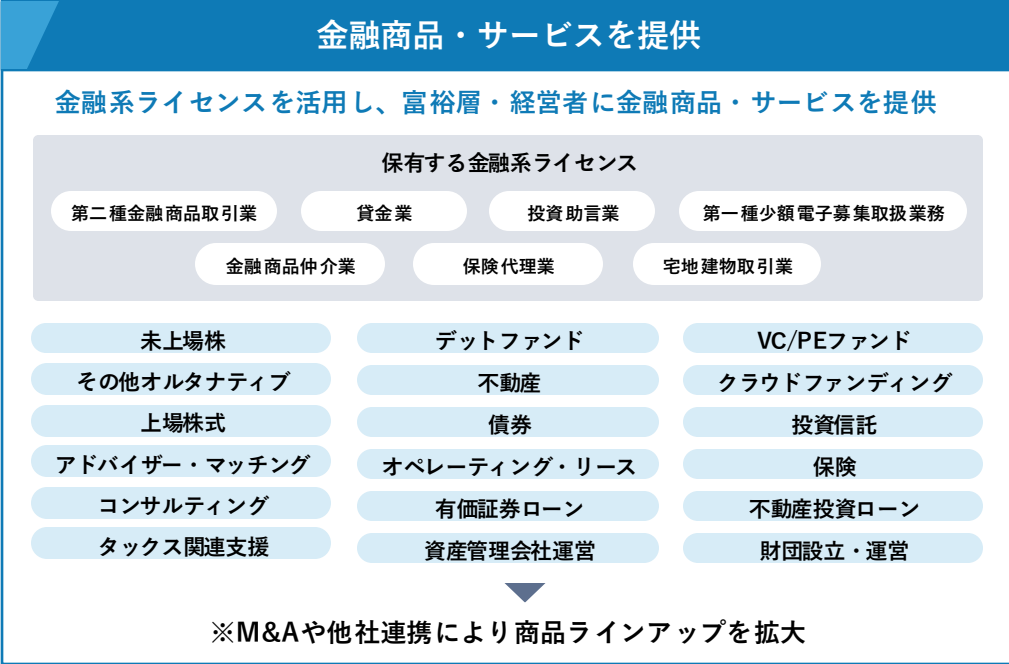 金融商品・サービスを提供
金融系ライセンスを活用し、富裕層・経営者に金融商品・サービスを提供
保有する金融系ライセンス
第二種金融商品取引業
貸金業
投資助言業
第一種少額電子募集取扱業務
金融商品仲介業
保険代理業
宅地建物取引業
未上場株
デットファンド
VC/PEファンド
その他オルタナティブ
不動産
クラウドファンディング
上場株式
債券
投資信託
アドバイザー・マッチング
オペレーティング・リース
保険
コンサルティング
有価証券ローン
不動産投資ローン
タックス関連支援
資産管理会社運営
財団設立・運営
※M&Aや他社連携により商品ラインアップを拡大